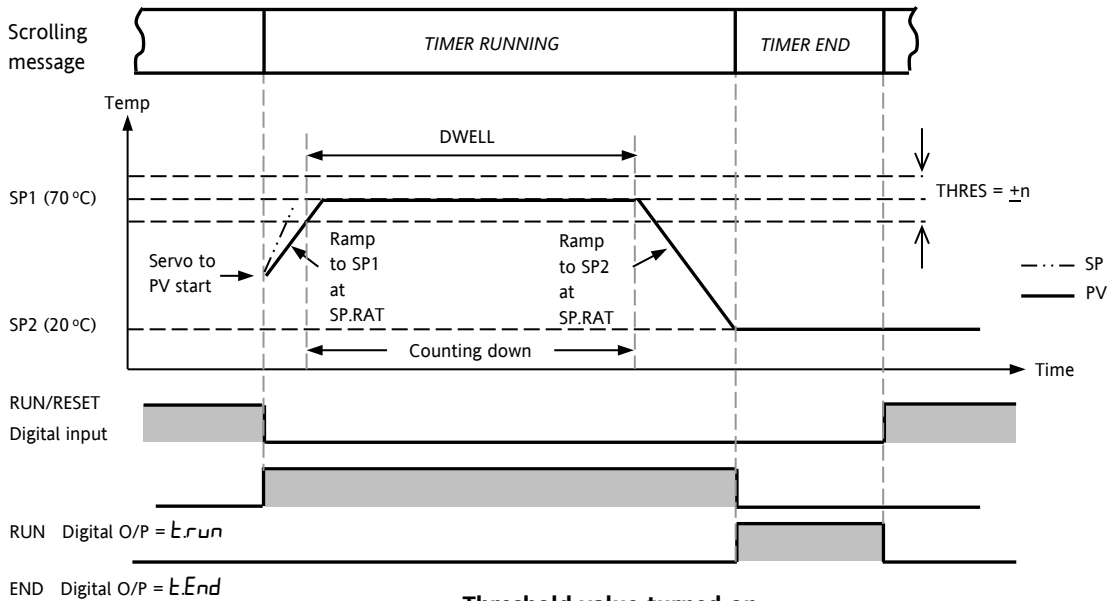 Scrolling
message
TIMER RUNNING
TIMER END
Temp
DWELL
SP1 (70 ºC)
THRES = ±n
Servo to
PV start
Ramp
to SP1
at
SP.RAT
Ramp
to SP2
at
SP.RAT
SP
PV
SP2 (20 ºC)
Counting down
Time
RUN/RESET
Digital input
RUN Digital O/P = t.run
END Digital O/P = t.End